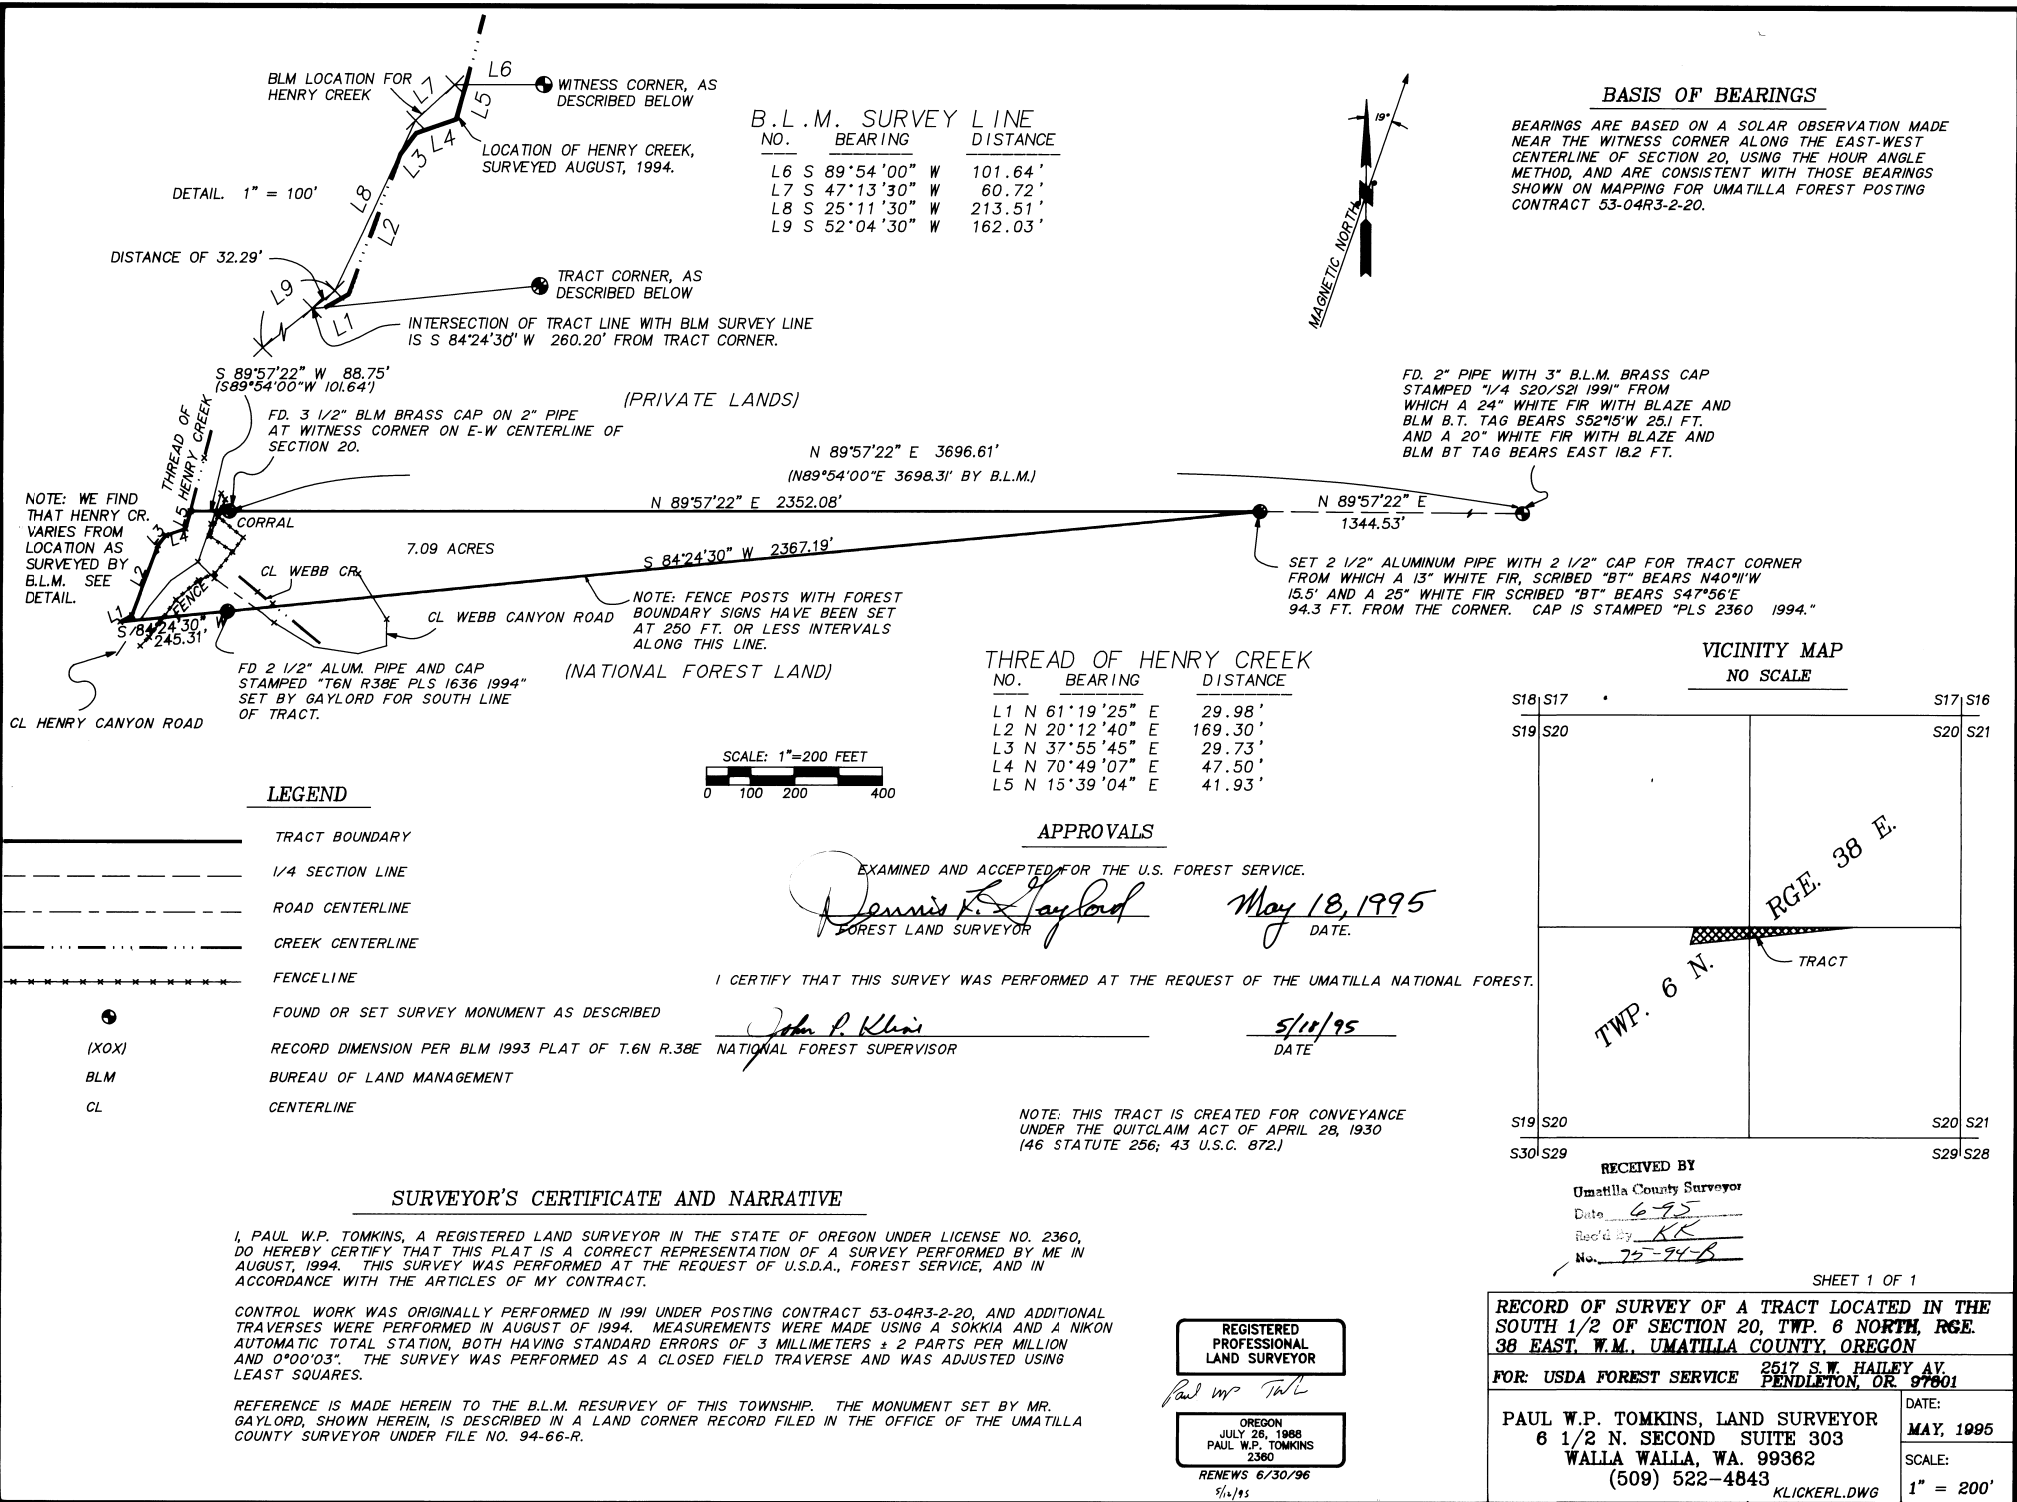 BLM LOCATION FOR
HENRY CREEK
L7
L6
L5
WITNESS CORNER, AS
DESCRIBED BELOW
L3
L4
LOCATION OF HENRY CREEK,
SURVEYED AUGUST, 1994.
DETAIL. 1" = 100'
L8
L2
DISTANCE OF 32.29'
L9
L1
TRACT CORNER, AS
DESCRIBED BELOW
INTERSECTION OF TRACT LINE WITH BLM SURVEY LINE
IS S 84°24'30" W 260.20' FROM TRACT CORNER.
B.L.M. SURVEY LINE
NO. BEARING DISTANCE
L6 S 89°54'00" W 101.64'
L7 S 47°13'30" W 60.72'
L8 S 25°11'30" W 213.51'
L9 S 52°04'30" W 162.03'
19°
MAGNETIC NORTH
BASIS OF BEARINGS
BEARINGS ARE BASED ON A SOLAR OBSERVATION MADE
NEAR THE WITNESS CORNER ALONG THE EAST-WEST
CENTERLINE OF SECTION 20, USING THE HOUR ANGLE
METHOD, AND ARE CONSISTENT WITH THOSE BEARINGS
SHOWN ON MAPPING FOR UMATILLA FOREST POSTING
CONTRACT 53-04R3-2-20.
S 89°57'22" W 88.75'
(S89°54'00"W 101.64')
THREAD OF
HENRY CREEK
FD. 3 1/2" BLM BRASS CAP ON 2" PIPE
AT WITNESS CORNER ON E-W CENTERLINE OF
SECTION 20.
(PRIVATE LANDS)
N 89°57'22" E 3696.61'
(N89°54'00"E 3698.31' BY B.L.M.)
N 89°57'22" E 2352.08'
N 89°57'22" E
1344.53'
FD. 2" PIPE WITH 3" B.L.M. BRASS CAP
STAMPED "1/4 S20/S21 1991" FROM
WHICH A 24" WHITE FIR WITH BLAZE AND
BLM B.T. TAG BEARS S52°15'W 25.1 FT.
AND A 20" WHITE FIR WITH BLAZE AND
BLM BT TAG BEARS EAST 18.2 FT.
NOTE: WE FIND
THAT HENRY CR.
VARIES FROM
LOCATION AS
SURVEYED BY
B.L.M. SEE
DETAIL.
L5
L4
L3
L2
L1
CORRAL
7.09 ACRES
S 84°24'30" W 2367.19'
CL WEBB CR.
FENCE
CL WEBB CANYON ROAD
S 84°24'30" W
245.31'
NOTE: FENCE POSTS WITH FOREST
BOUNDARY SIGNS HAVE BEEN SET
AT 250 FT. OR LESS INTERVALS
ALONG THIS LINE.
SET 2 1/2" ALUMINUM PIPE WITH 2 1/2" CAP FOR TRACT CORNER
FROM WHICH A 13" WHITE FIR, SCRIBED "BT" BEARS N40°11'W
15.5' AND A 25" WHITE FIR SCRIBED "BT" BEARS S47°56'E
94.3 FT. FROM THE CORNER. CAP IS STAMPED "PLS 2360 1994."
FD 2 1/2" ALUM. PIPE AND CAP
STAMPED "T6N R38E PLS 1636 1994"
SET BY GAYLORD FOR SOUTH LINE
OF TRACT.
(NATIONAL FOREST LAND)
CL HENRY CANYON ROAD
THREAD OF HENRY CREEK
NO. BEARING DISTANCE
L1 N 61°19'25" E 29.98'
L2 N 20°12'40" E 169.30'
L3 N 37°55'45" E 29.73'
L4 N 70°49'07" E 47.50'
L5 N 15°39'04" E 41.93'
SCALE: 1"=200 FEET
0 100 200 400
VICINITY MAP
NO SCALE
S18 S17
S19 S20
S17 S16
S20 S21
RGE. 38 E.
TWP. 6 N.
TRACT
S19 S20
S30 S29
S20 S21
S29 S28
LEGEND
TRACT BOUNDARY
1/4 SECTION LINE
ROAD CENTERLINE
CREEK CENTERLINE
FENCELINE
FOUND OR SET SURVEY MONUMENT AS DESCRIBED
(XOX) RECORD DIMENSION PER BLM 1993 PLAT OF T.6N R.38E
BLM BUREAU OF LAND MANAGEMENT
CL CENTERLINE
APPROVALS
EXAMINED AND ACCEPTED FOR THE U.S. FOREST SERVICE.
Dennis K. Gaylord May 18, 1995
FOREST LAND SURVEYOR DATE.
I CERTIFY THAT THIS SURVEY WAS PERFORMED AT THE REQUEST OF THE UMATILLA NATIONAL FOREST.
John P. Kline 5/18/95
NATIONAL FOREST SUPERVISOR DATE
NOTE: THIS TRACT IS CREATED FOR CONVEYANCE
UNDER THE QUITCLAIM ACT OF APRIL 28, 1930
(46 STATUTE 256; 43 U.S.C. 872.)
RECEIVED BY
Umatilla County Surveyor
Date 6-95
Rec'd By KK
No. 95-94-B
SURVEYOR'S CERTIFICATE AND NARRATIVE
I, PAUL W.P. TOMKINS, A REGISTERED LAND SURVEYOR IN THE STATE OF OREGON UNDER LICENSE NO. 2360,
DO HEREBY CERTIFY THAT THIS PLAT IS A CORRECT REPRESENTATION OF A SURVEY PERFORMED BY ME IN
AUGUST, 1994. THIS SURVEY WAS PERFORMED AT THE REQUEST OF U.S.D.A., FOREST SERVICE, AND IN
ACCORDANCE WITH THE ARTICLES OF MY CONTRACT.
CONTROL WORK WAS ORIGINALLY PERFORMED IN 1991 UNDER POSTING CONTRACT 53-04R3-2-20, AND ADDITIONAL
TRAVERSES WERE PERFORMED IN AUGUST OF 1994. MEASUREMENTS WERE MADE USING A SOKKIA AND A NIKON
AUTOMATIC TOTAL STATION, BOTH HAVING STANDARD ERRORS OF 3 MILLIMETERS ± 2 PARTS PER MILLION
AND 0°00'03". THE SURVEY WAS PERFORMED AS A CLOSED FIELD TRAVERSE AND WAS ADJUSTED USING
LEAST SQUARES.
REFERENCE IS MADE HEREIN TO THE B.L.M. RESURVEY OF THIS TOWNSHIP. THE MONUMENT SET BY MR.
GAYLORD, SHOWN HEREIN, IS DESCRIBED IN A LAND CORNER RECORD FILED IN THE OFFICE OF THE UMATILLA
COUNTY SURVEYOR UNDER FILE NO. 94-66-R.
REGISTERED
PROFESSIONAL
LAND SURVEYOR
OREGON
JULY 26, 1988
PAUL W.P. TOMKINS
2360
RENEWS 6/30/96
5/12/95
SHEET 1 OF 1
RECORD OF SURVEY OF A TRACT LOCATED IN THE
SOUTH 1/2 OF SECTION 20, TWP. 6 NORTH, RGE.
38 EAST, W.M., UMATILLA COUNTY, OREGON
FOR: USDA FOREST SERVICE 2517 S.W. HAILEY AV.
PENDLETON, OR. 97801
PAUL W.P. TOMKINS, LAND SURVEYOR
6 1/2 N. SECOND SUITE 303
WALLA WALLA, WA. 99362
(509) 522-4843
KLICKERL.DWG
DATE:
MAY, 1995
SCALE:
1" = 200'